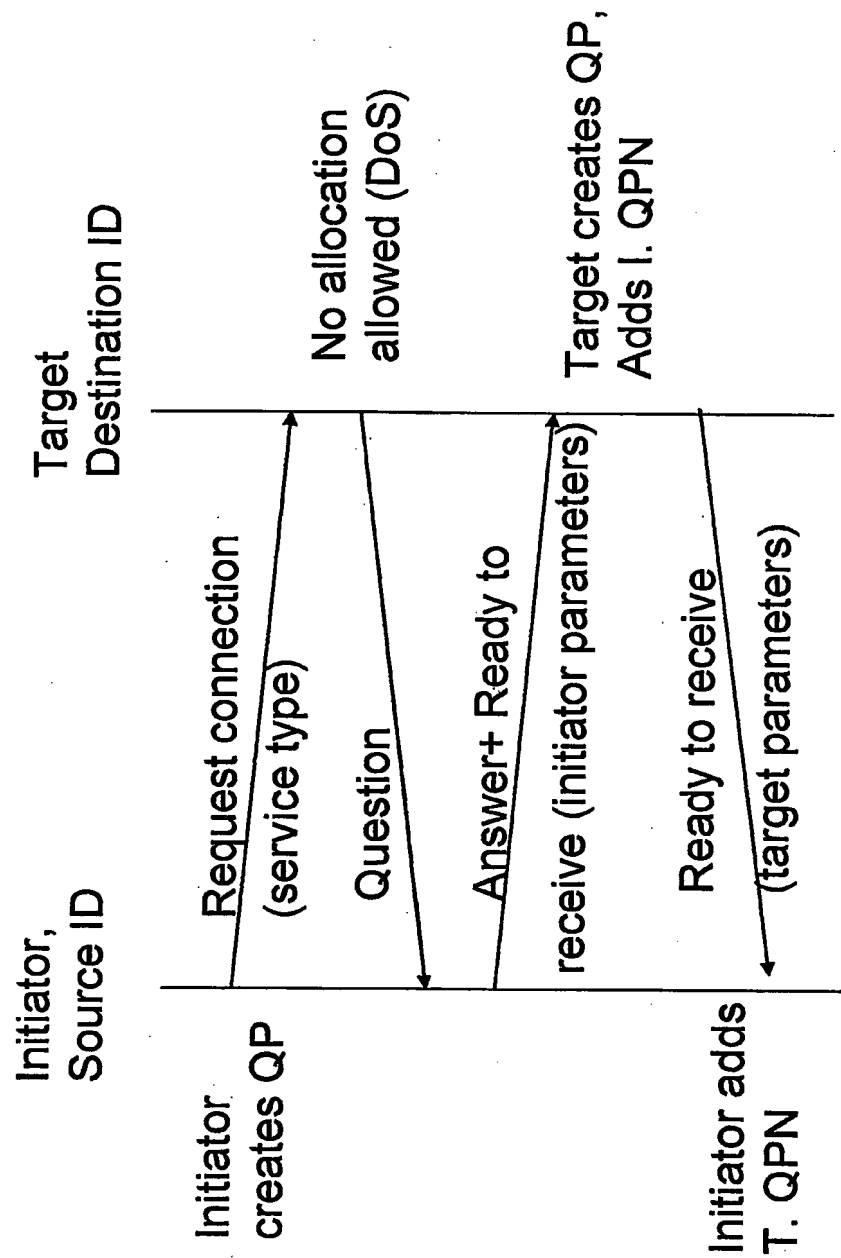 Initiator,
Source ID
Target
Destination ID
Initiator
creates QP
Request connection
(service type)
No allocation
allowed (DoS)
Question
Answer+ Ready to
receive (initiator parameters)
Target creates QP,
Adds I. QPN
Ready to receive
(target parameters)
Initiator adds
T. QPN